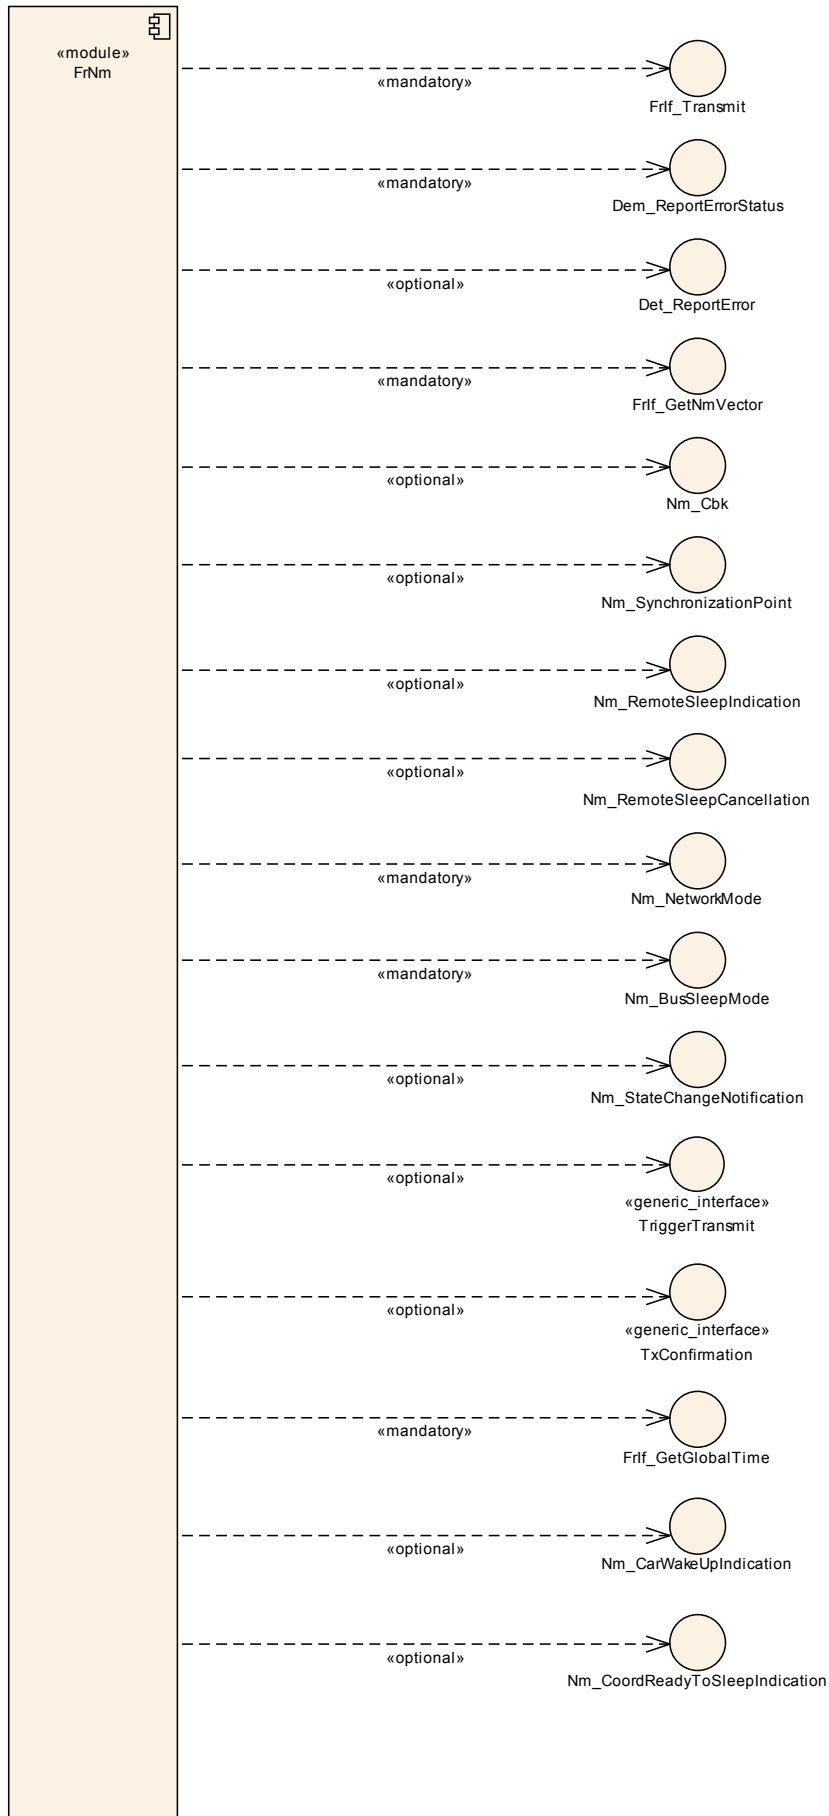 «module»
FrNm
«mandatory»
FrIf_Transmit
«mandatory»
Dem_ReportErrorStatus
«optional»
Det_ReportError
«mandatory»
FrIf_GetNmVector
«optional»
Nm_Cbk
«optional»
Nm_SynchronizationPoint
«optional»
Nm_RemoteSleepIndication
«optional»
Nm_RemoteSleepCancellation
«mandatory»
Nm_NetworkMode
«mandatory»
Nm_BusSleepMode
«optional»
Nm_StateChangeNotification
«optional»
«generic_interface»
TriggerTransmit
«optional»
«generic_interface»
TxConfirmation
«mandatory»
FrIf_GetGlobalTime
«optional»
Nm_CarWakeUpIndication
«optional»
Nm_CoordReadyToSleepIndication